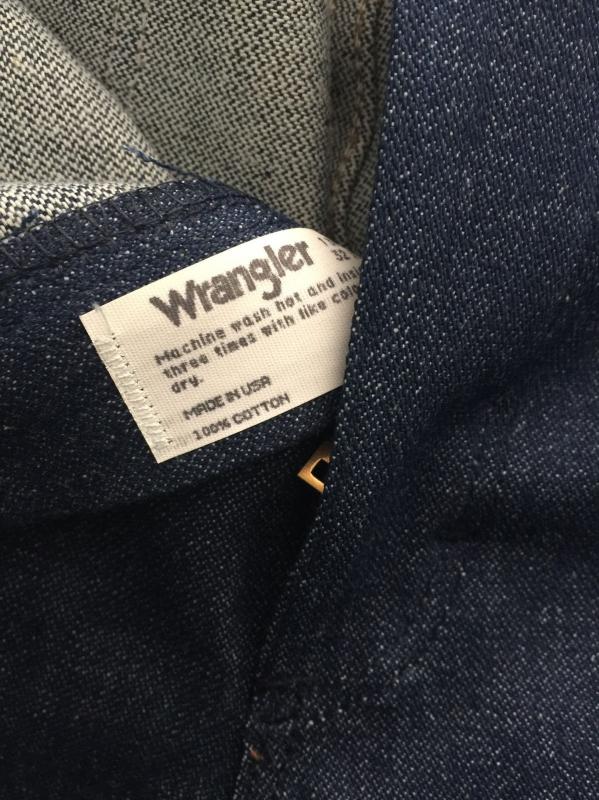 Wrangler
32
Machine wash hot and
three times with like
dry.
MADE IN USA
100% COTTON